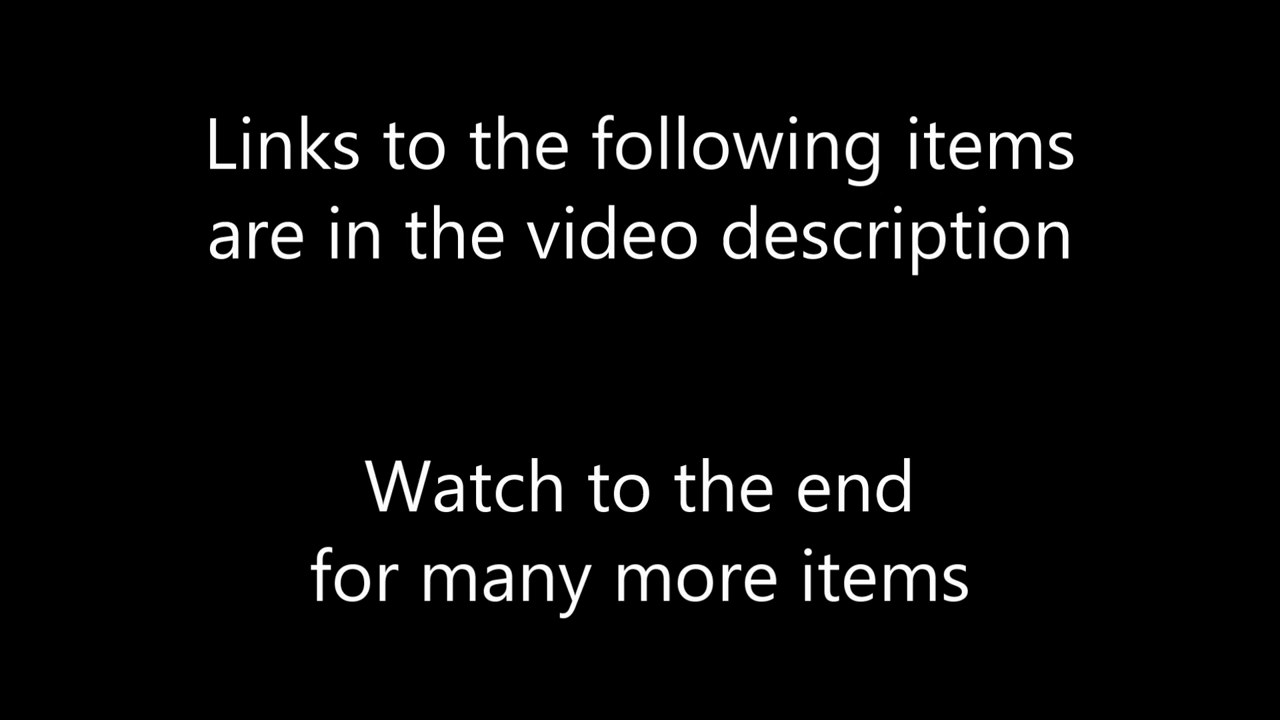 Links to the following items
are in the video description
Watch to the end
for many more items